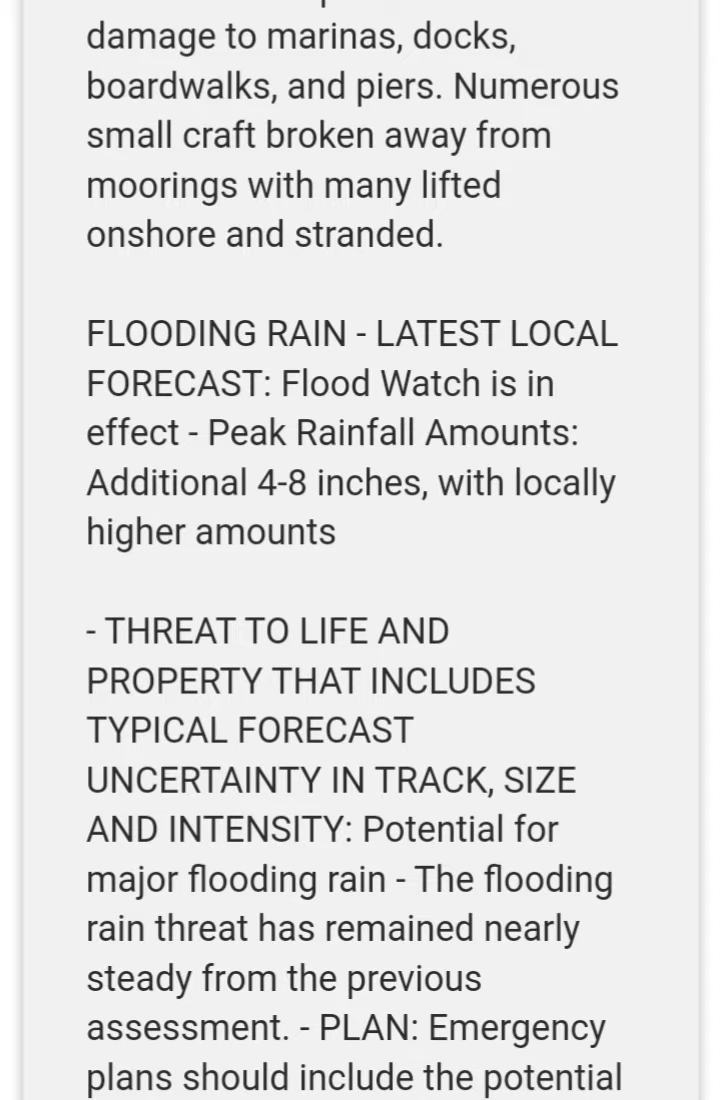 damage to marinas, docks,
boardwalks, and piers. Numerous
small craft broken away from
moorings with many lifted
onshore and stranded.
FLOODING RAIN - LATEST LOCAL
FORECAST: Flood Watch is in
effect - Peak Rainfall Amounts:
Additional 4-8 inches, with locally
higher amounts
- THREAT TO LIFE AND
PROPERTY THAT INCLUDES
TYPICAL FORECAST
UNCERTAINTY IN TRACK, SIZE
AND INTENSITY: Potential for
major flooding rain - The flooding
rain threat has remained nearly
steady from the previous
assessment. - PLAN: Emergency
plans should include the potential